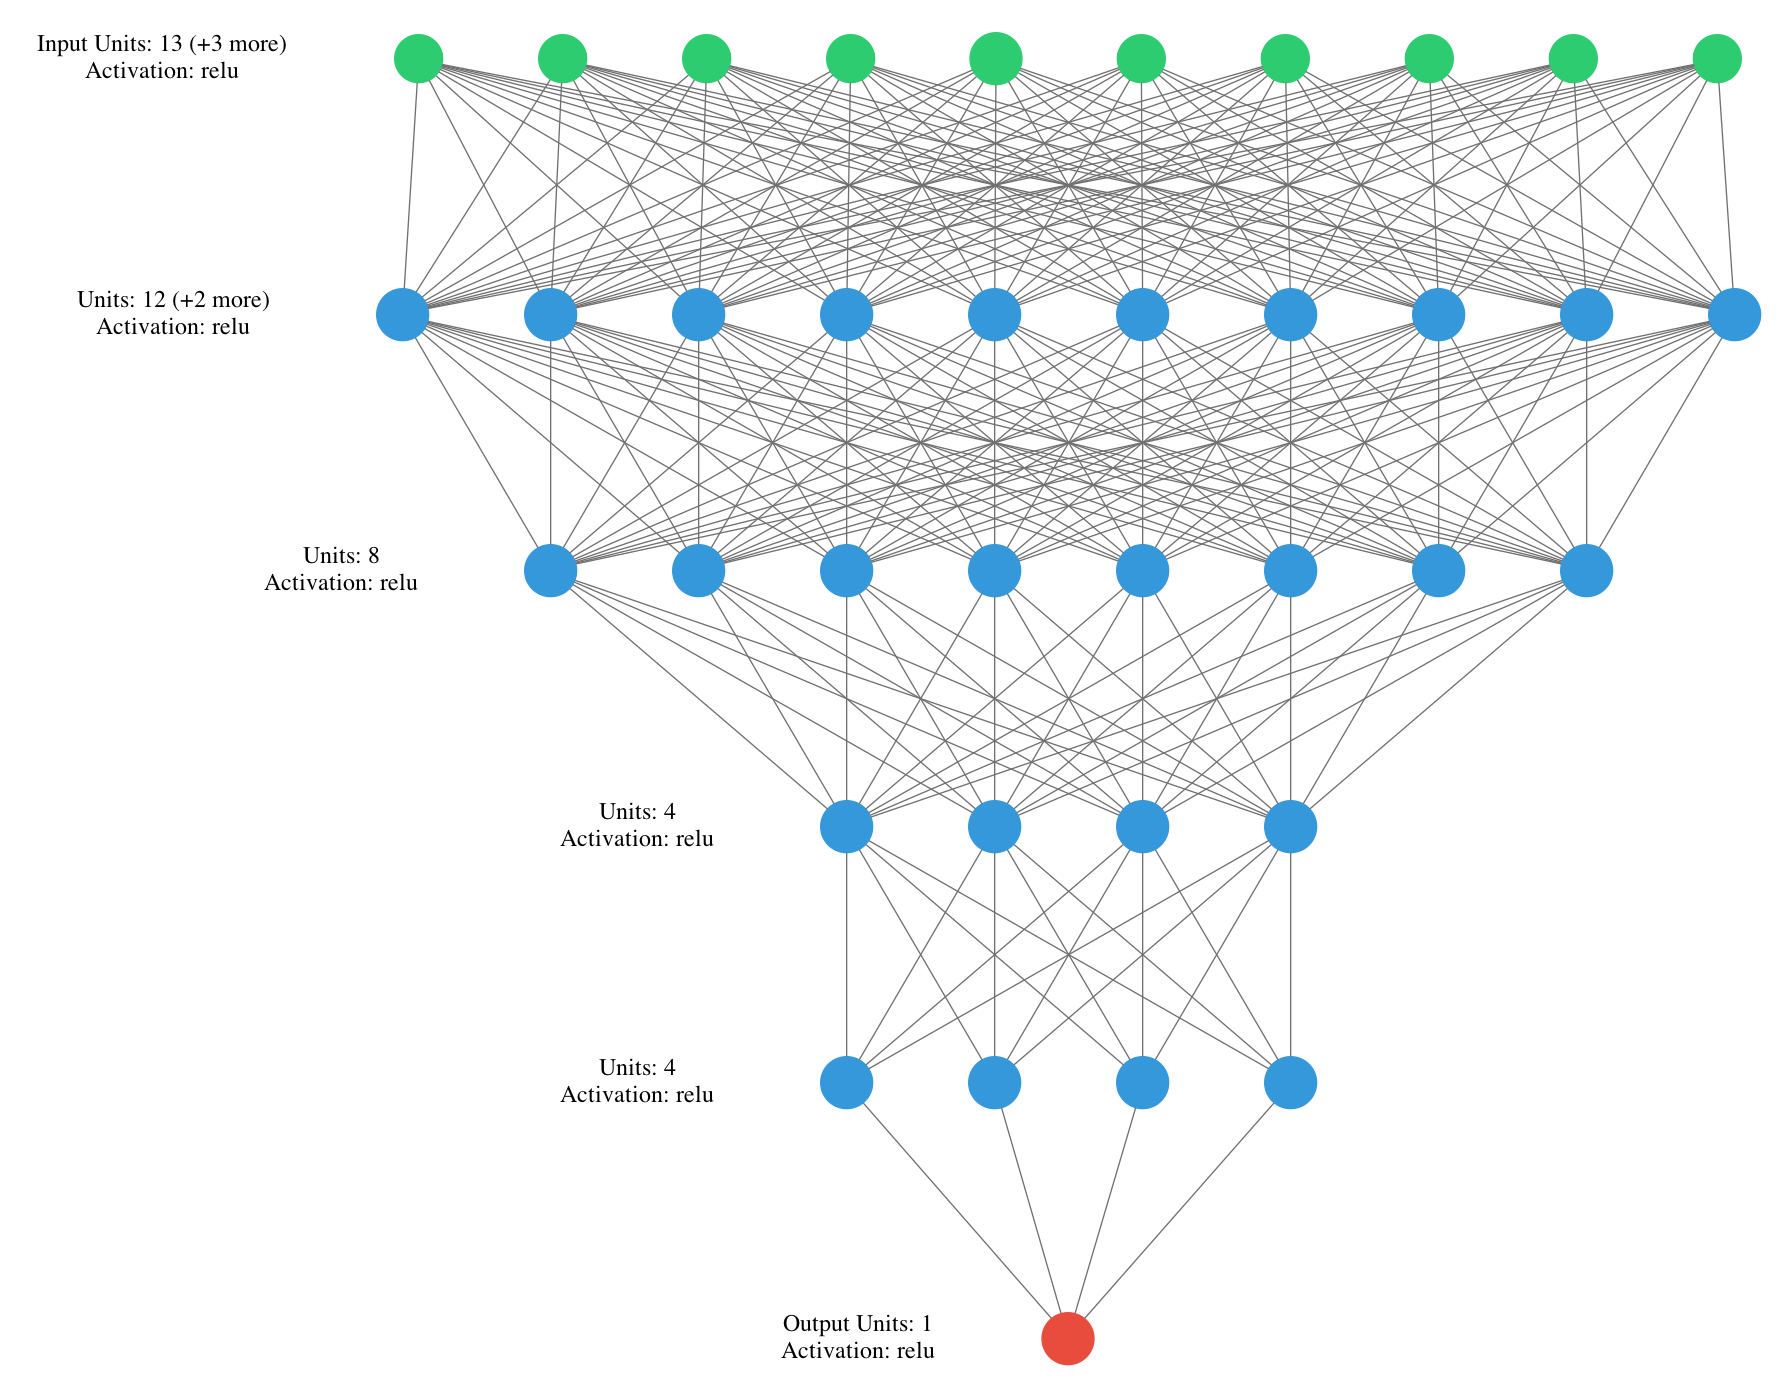 Input Units: 13 (+3 more)
Activation: relu
Units: 12 (+2 more)
Activation: relu
Units: 8
Activation: relu
Units: 4
Activation: relu
Units: 4
Activation: relu
Output Units: 1
Activation: relu